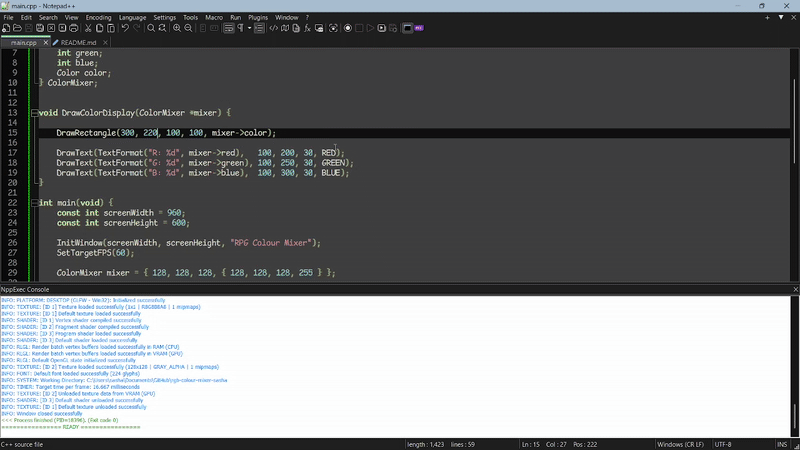 main.cpp - Notepad++
File Edit Search View Encoding Language Settings Tools Macro Run Plugins Window ?
main.cpp README.md
7 int green;
8 int blue;
9 Color color;
10 } ColorMixer;
11
12
13 void DrawColorDisplay(ColorMixer *mixer) {
14
15 DrawRectangle(300, 220, 100, 100, mixer->color);
16
17 DrawText(TextFormat("R: %d", mixer->red), 100, 200, 30, RED);
18 DrawText(TextFormat("G: %d", mixer->green), 100, 250, 30, GREEN);
19 DrawText(TextFormat("B: %d", mixer->blue), 100, 300, 30, BLUE);
20 }
21
22 int main(void) {
23 const int screenWidth = 960;
24 const int screenHeight = 600;
25
26 InitWindow(screenWidth, screenHeight, "RPG Colour Mixer");
27 SetTargetFPS(60);
28
29 ColorMixer mixer = { 128, 128, 128, { 128, 128, 128, 255 } };
NppExec Console
INFO: PLATFORM: DESKTOP (GLFW - Win32): Initialized successfully
INFO: TEXTURE: [ID 1] Texture loaded successfully (1x1 | R8G8B8A8 | 1 mipmaps)
INFO: TEXTURE: [ID 1] Default texture loaded successfully
INFO: SHADER: [ID 1] Vertex shader compiled successfully
INFO: SHADER: [ID 2] Fragment shader compiled successfully
INFO: SHADER: [ID 3] Program shader loaded successfully
INFO: SHADER: [ID 3] Default shader loaded successfully
INFO: RLGL: Render batch vertex buffers loaded successfully in RAM (CPU)
INFO: RLGL: Render batch vertex buffers loaded successfully in VRAM (GPU)
INFO: RLGL: Default OpenGL state initialized successfully
INFO: TEXTURE: [ID 2] Texture loaded successfully (128x128 | GRAY_ALPHA | 1 mipmaps)
INFO: FONT: Default font loaded successfully (224 glyphs)
INFO: SYSTEM: Working Directory:
INFO: TIMER: Target time per frame: 16.667 milliseconds
INFO: TEXTURE: [ID 2] Unloaded texture data from VRAM (GPU)
INFO: SHADER: [ID 3] Default shader unloaded successfully
INFO: TEXTURE: [ID 1] Default texture unloaded successfully
INFO: Window closed successfully
<<< Process finished (PID=18396). (Exit code 0)
================ READY ================
C++ source file length : 1,423 lines : 59 Ln : 15 Col : 27 Pos : 222 Windows (CR LF) UTF-8 INS